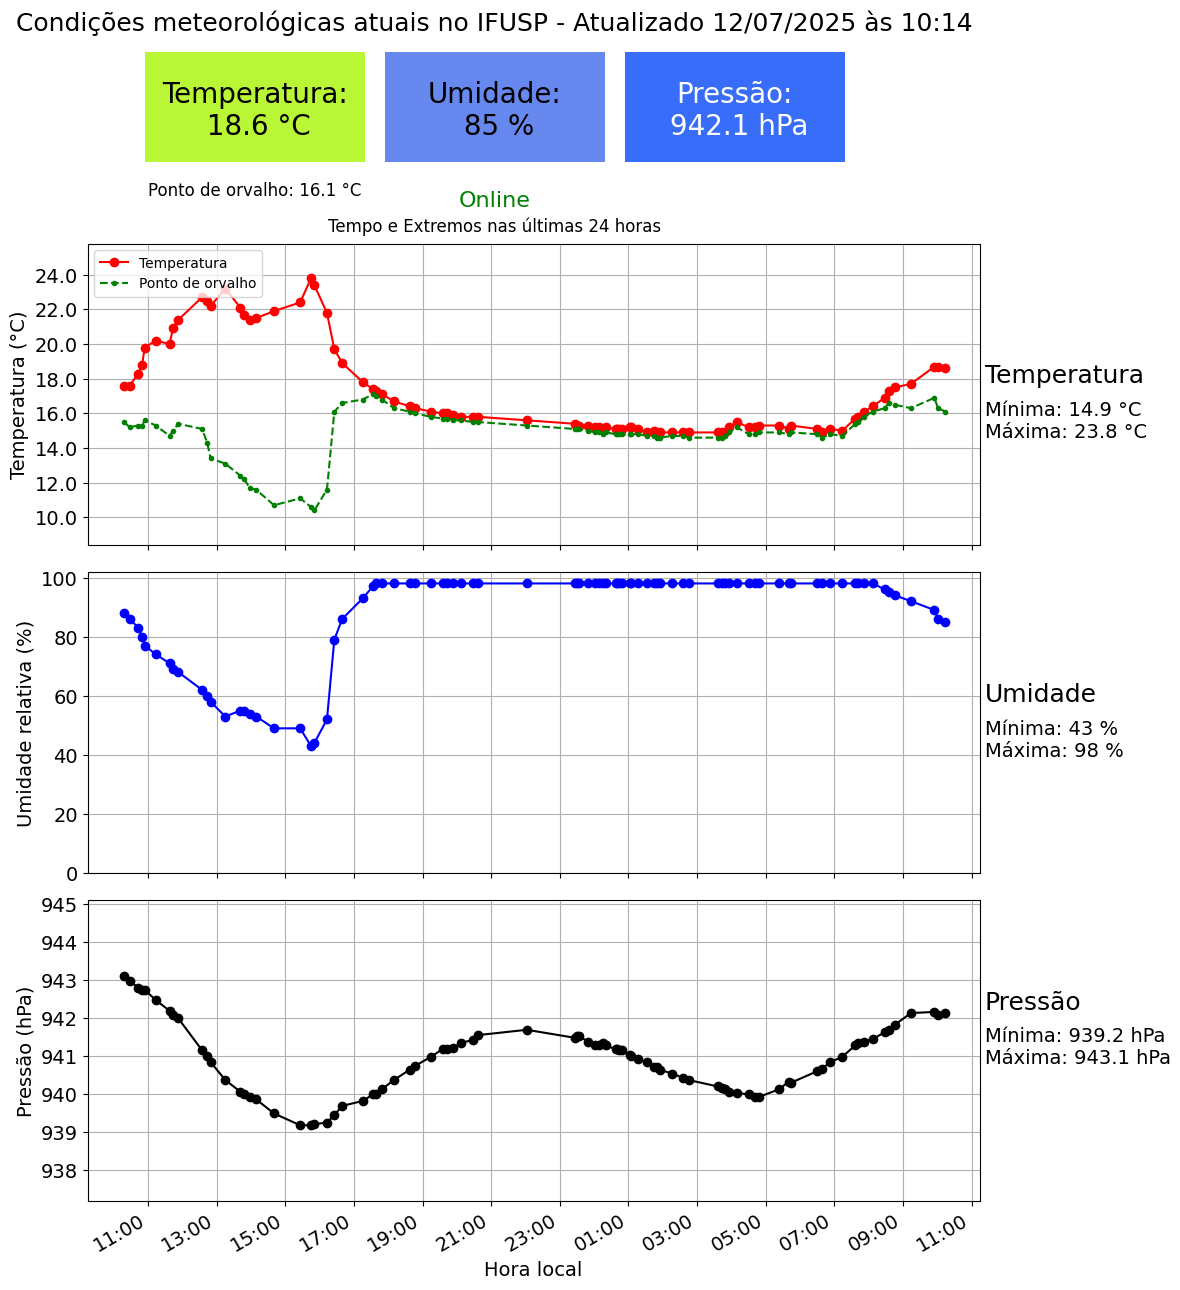 Condições meteorológicas atuais no IFUSP - Atualizado 12/07/2025 às 10:14
Temperatura:
18.6 °C
Umidade:
85 %
Pressão:
942.1 hPa
Ponto de orvalho: 16.1 °C
Online
Tempo e Extremos nas últimas 24 horas
Temperatura
Ponto de orvalho
Temperatura (°C)
24.0
22.0
20.0
18.0
16.0
14.0
12.0
10.0
Temperatura
Mínima: 14.9 °C
Máxima: 23.8 °C
Umidade relativa (%)
100
80
60
40
20
0
Umidade
Mínima: 43 %
Máxima: 98 %
Pressão (hPa)
945
944
943
942
941
940
939
938
Pressão
Mínima: 939.2 hPa
Máxima: 943.1 hPa
11:00
13:00
15:00
17:00
19:00
21:00
23:00
01:00
03:00
05:00
07:00
09:00
11:00
Hora local